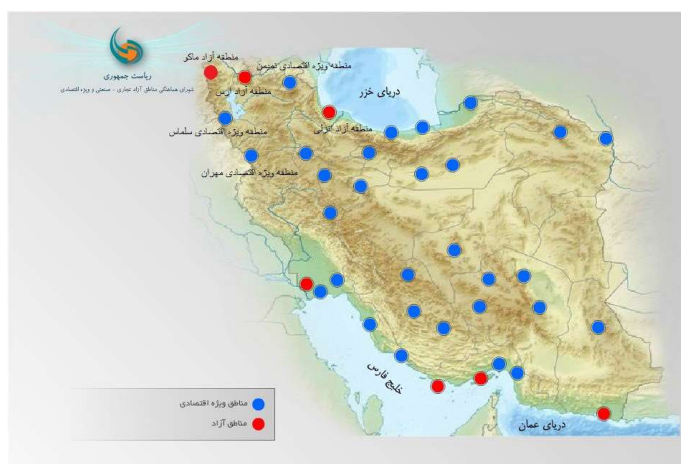 ریاست جمهوری
شورای هماهنگی مناطق آزاد تجاری - صنعتی و ویژه اقتصادی
منطقه آزاد ماکو
منطقه ویژه اقتصادی نمین
منطقه آزاد ارس
دریای خزر
منطقه آزاد انزلی
منطقه ویژه اقتصادی سلماس
منطقه ویژه اقتصادی مهران
خلیج فارس
دریای عمان
مناطق ویژه اقتصادی
مناطق آزاد